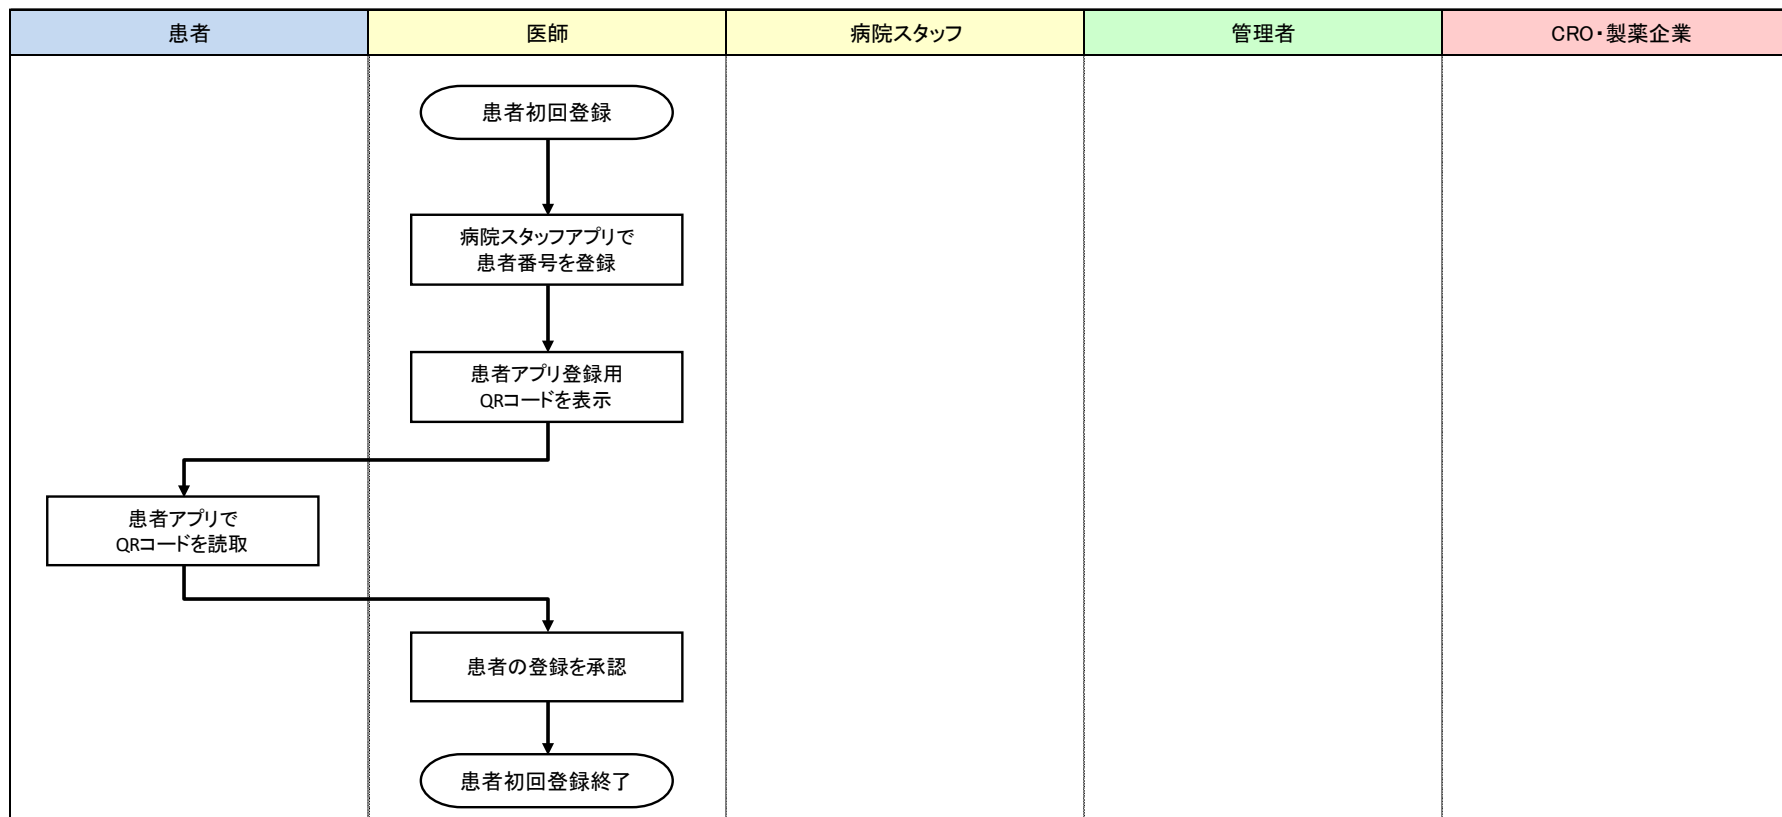 患者
医師
病院スタッフ
管理者
CRO・製薬企業
患者初回登録
病院スタッフアプリで
患者番号を登録
患者アプリ登録用
QRコードを表示
患者アプリで
QRコードを読取
患者の登録を承認
患者初回登録終了